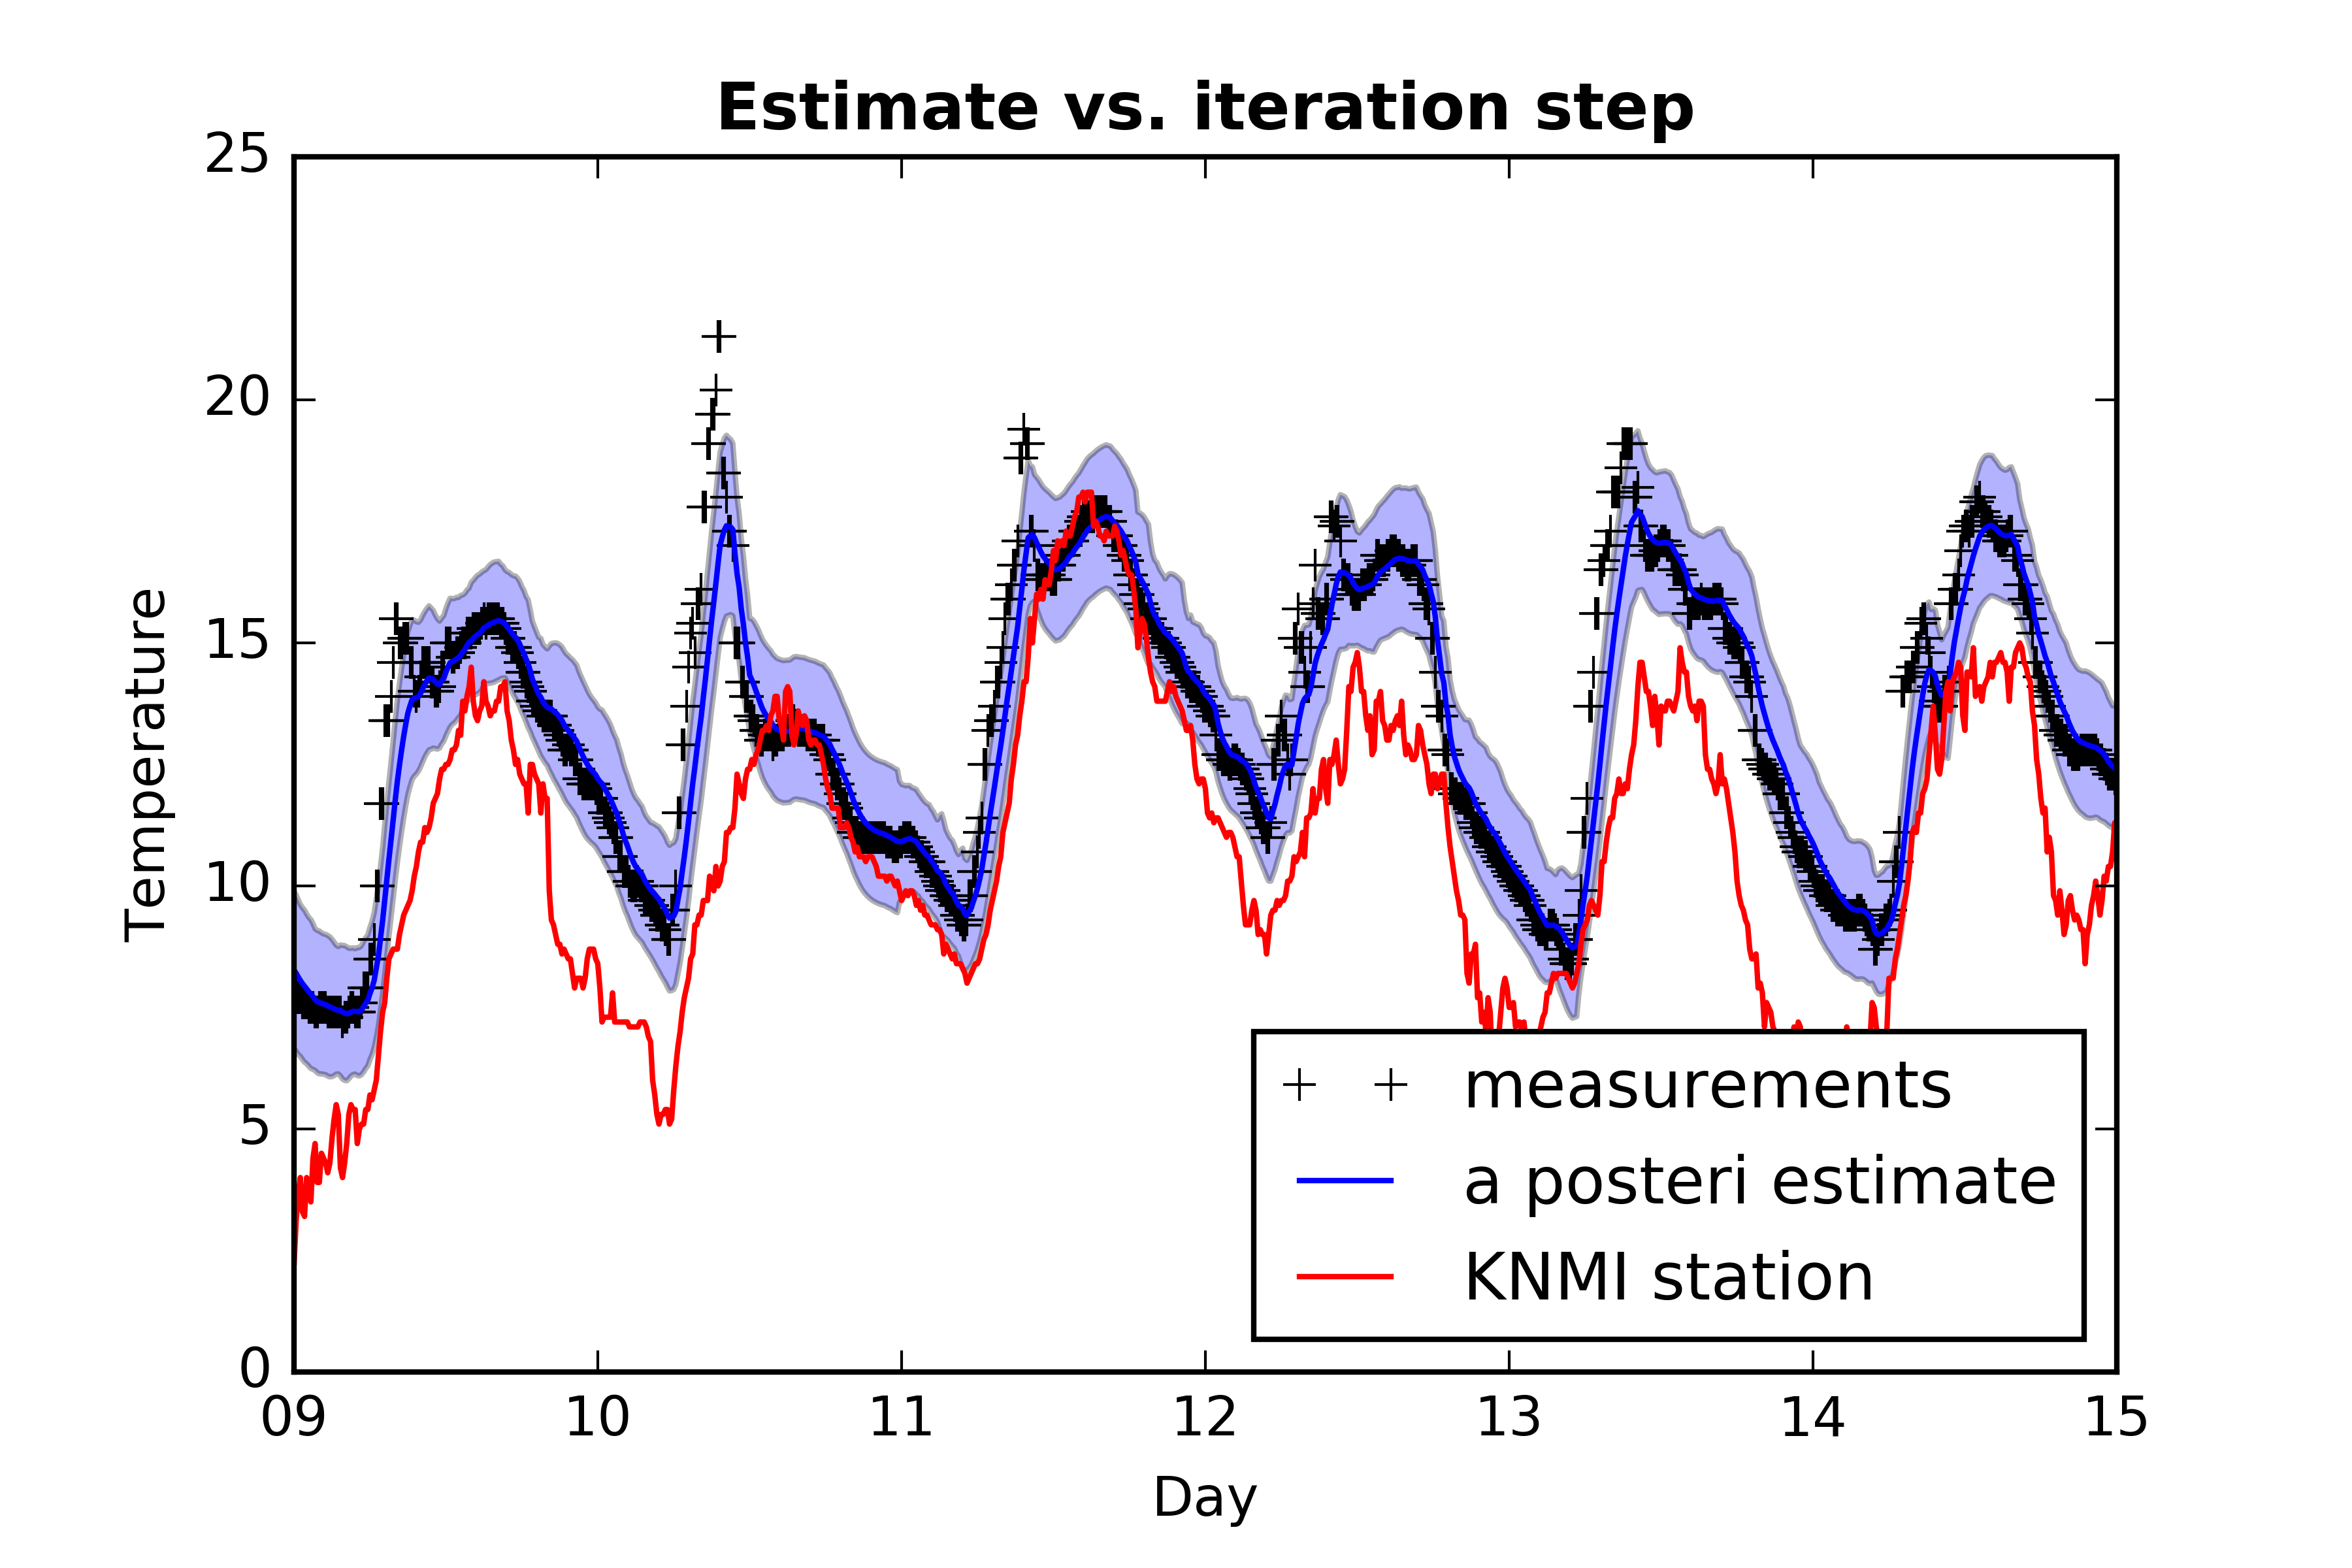 Estimate vs. iteration step
25
20
15
10
5
0
Temperature
09 10 11 12 13 14 15
Day
measurements
a posteri estimate
KNMI station